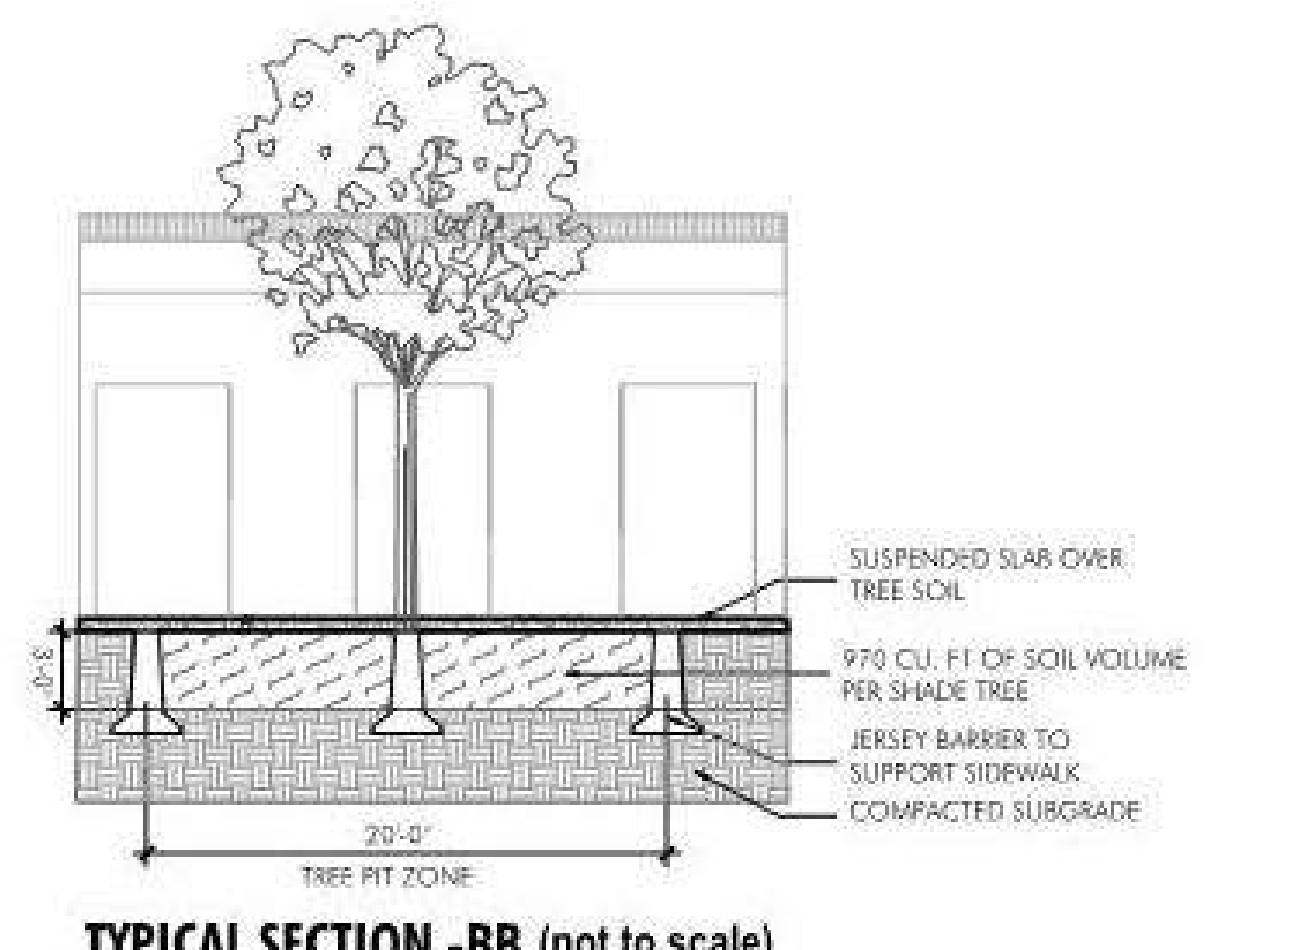 SUSPENDED SLAB OVER
TREE SOIL
3'-0"
970 CU. FT OF SOIL VOLUME
PER SHADE TREE
JERSEY BARRIER TO
SUPPORT SIDEWALK
COMPACTED SUBGRADE
20'-0"
TREE PIT ZONE
TYPICAL SECTION -BB (not to scale)